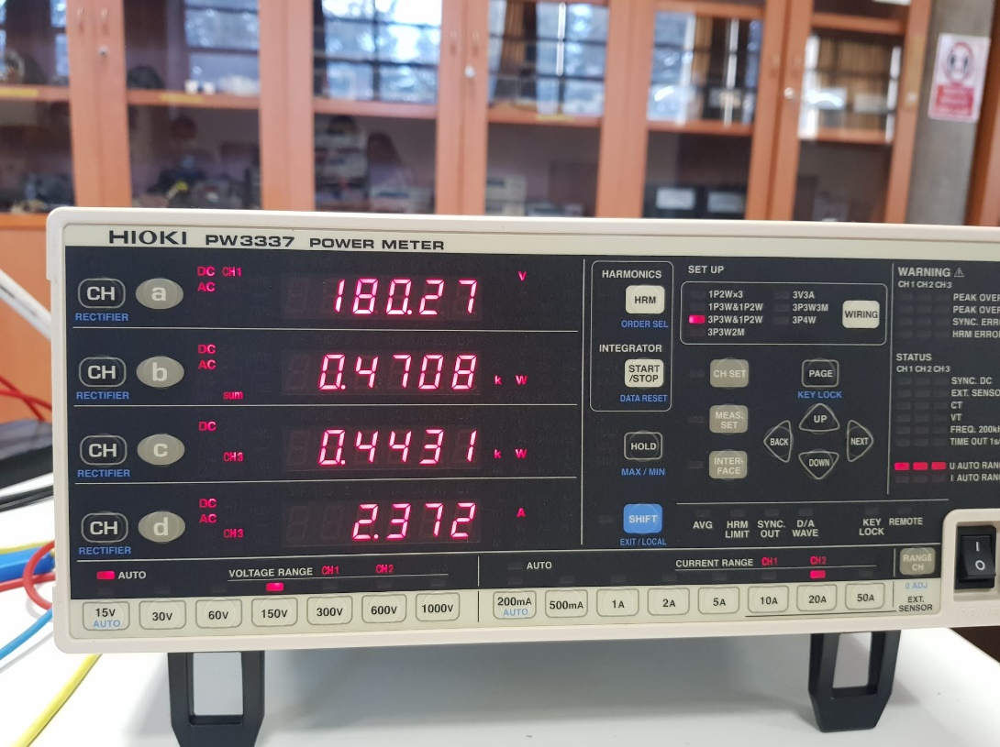 HIOKI PW3337 POWER METER
CH a
RECTIFIER
DC CH1
AC
180.27 V
CH b
RECTIFIER
DC
AC
sum
0.4708 k W
CH c
RECTIFIER
DC
CH3
0.4431 k W
CH d
RECTIFIER
DC
AC
CH3
2.372 A
AUTO
VOLTAGE RANGE CH1 CH2
15V
AUTO
30V
60V
150V
300V
600V
1000V
AUTO
CURRENT RANGE CH1 CH2
200mA
AUTO
500mA
1A
2A
5A
10A
20A
50A
HARMONICS
HRM
ORDER SEL
INTEGRATOR
START
/STOP
DATA RESET
HOLD
MAX / MIN
SHIFT
EXIT / LOCAL
SET UP
1P2W×3
1P3W&1P2W
3P3W&1P2W
3P3W2M
3V3A
3P3W3M
3P4W
WIRING
CH SET
MEAS.
SET
INTER-
FACE
PAGE
KEY LOCK
UP
BACK
NEXT
DOWN
AVG
HRM
LIMIT
SYNC.
OUT
D/A
WAVE
KEY
LOCK
REMOTE
RANGE
CH
0 ADJ
EXT.
SENSOR
WARNING
CH 1 CH 2 CH 3
PEAK OVER
PEAK OVER
SYNC. ERR
HRM ERROR
STATUS
CH 1 CH 2 CH 3
SYNC. DC
EXT. SENSOR
CT
VT
FREQ. 200k
TIME OUT 1s
U AUTO RAN
I AUTO RAN
I
O